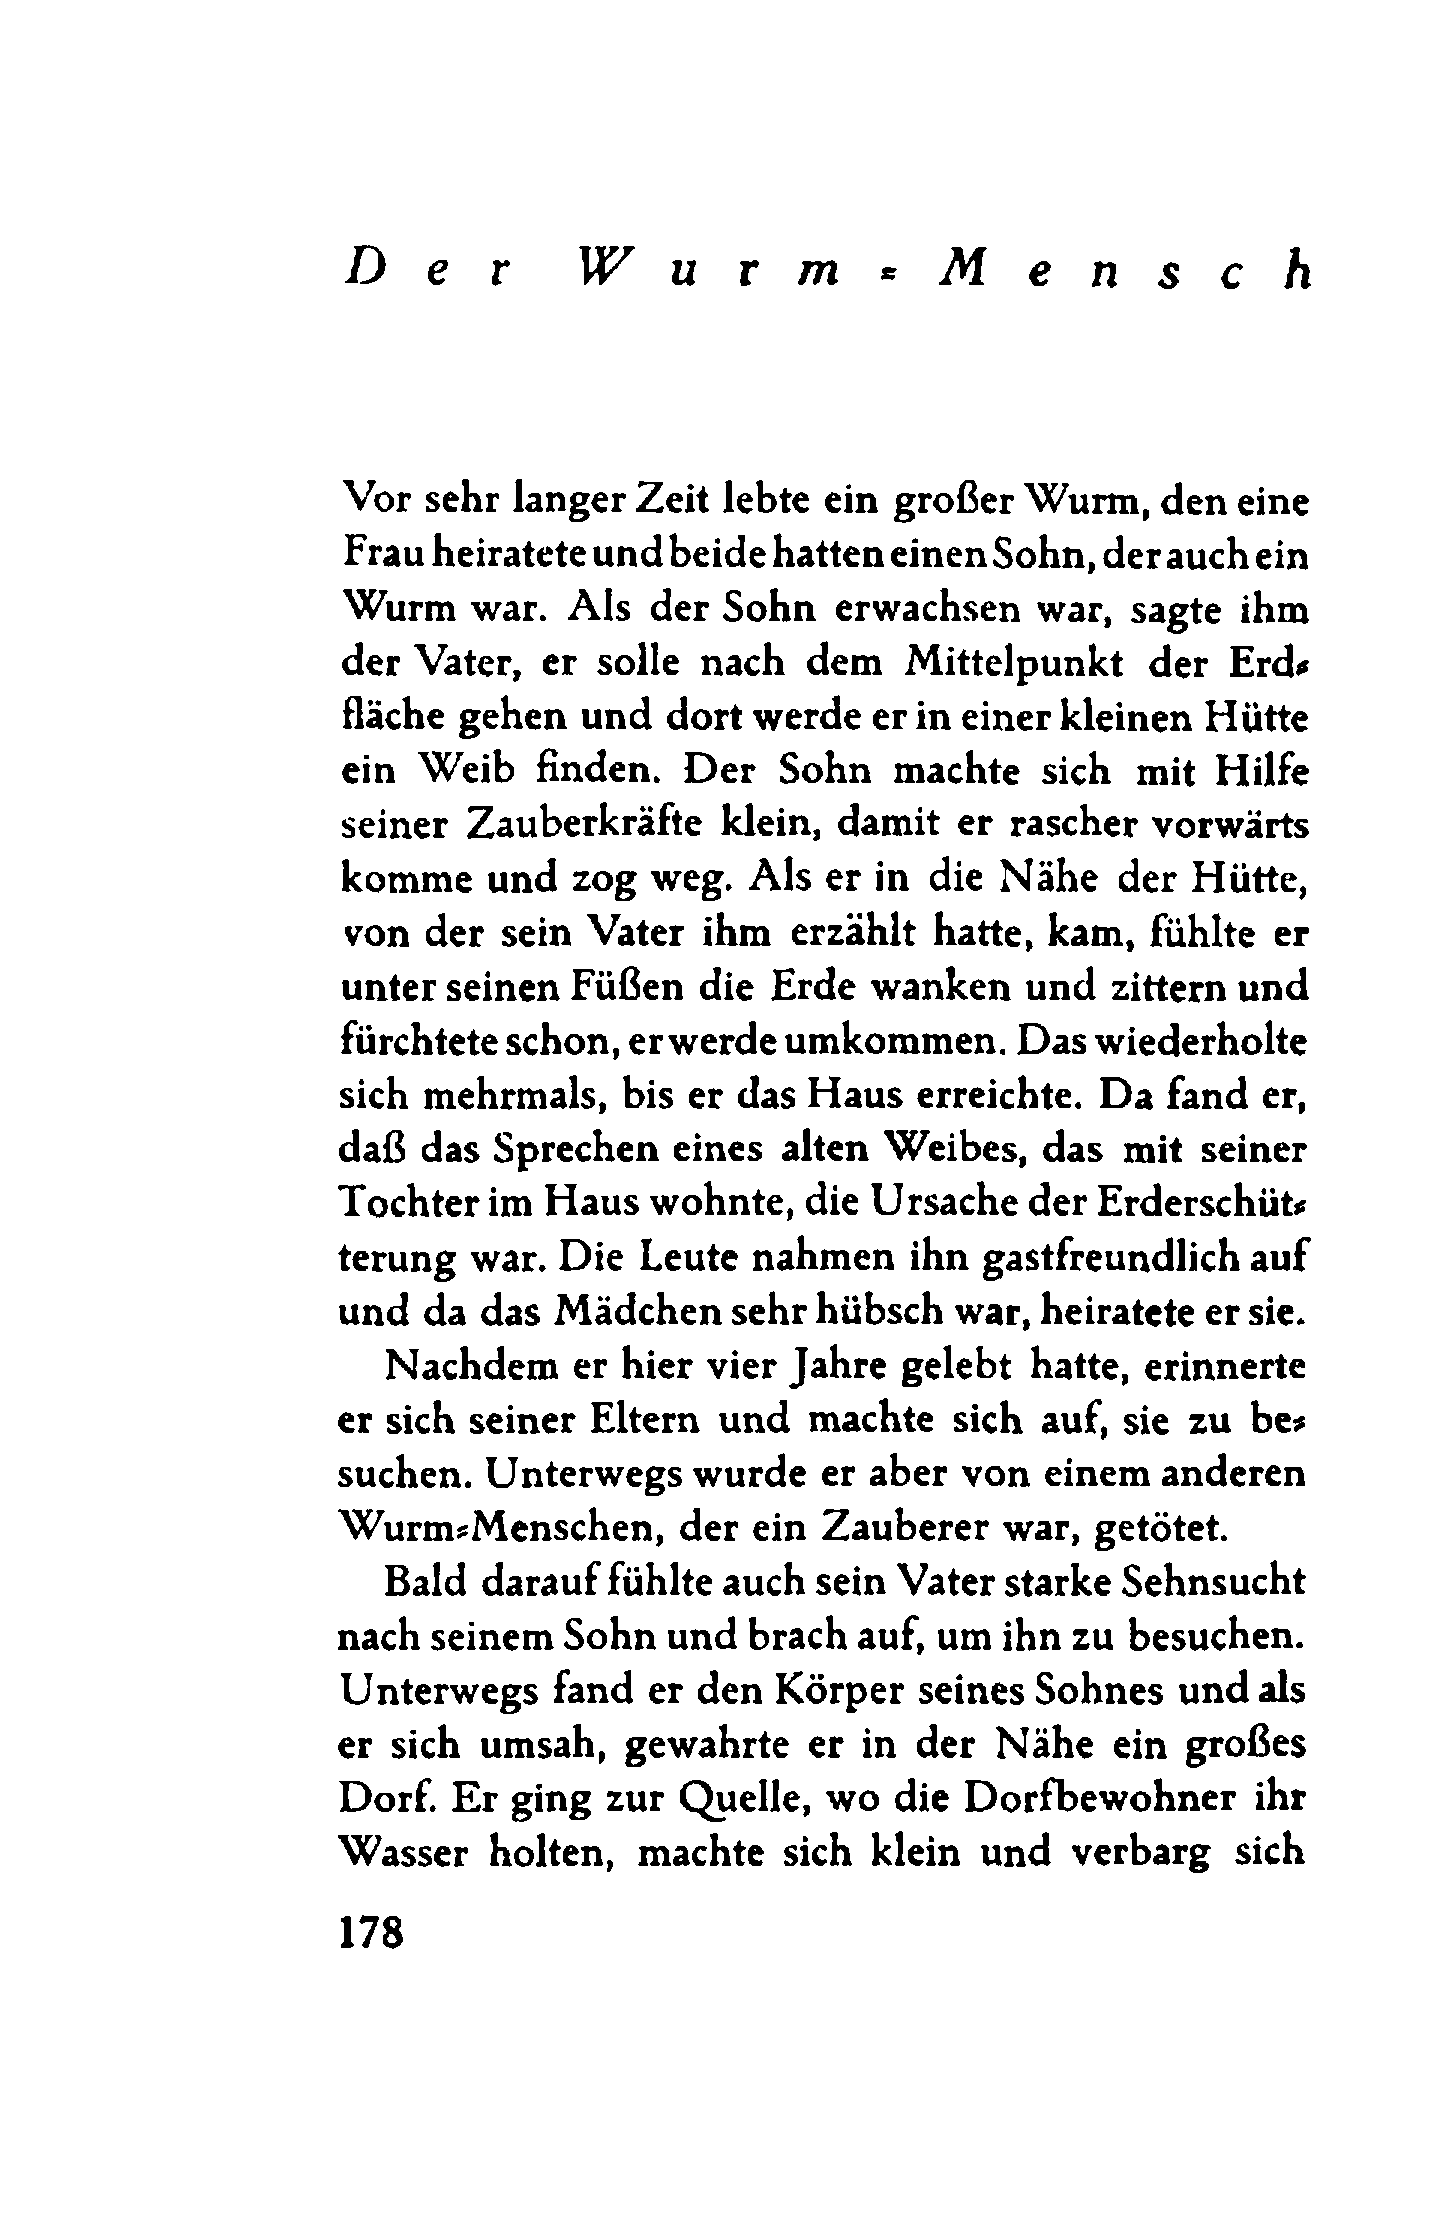 Der Wurm-Mensch
Vor sehr langer Zeit lebte ein großer Wurm, den eine
Frau heiratete und beide hatten einen Sohn, der auch ein
Wurm war. Als der Sohn erwachsen war, sagte ihm
der Vater, er solle nach dem Mittelpunkt der Erd-
fläche gehen und dort werde er in einer kleinen Hütte
ein Weib finden. Der Sohn machte sich mit Hilfe
seiner Zauberkräfte klein, damit er rascher vorwärts
komme und zog weg. Als er in die Nähe der Hütte,
von der sein Vater ihm erzählt hatte, kam, fühlte er
unter seinen Füßen die Erde wanken und zittern und
fürchtete schon, er werde umkommen. Das wiederholte
sich mehrmals, bis er das Haus erreichte. Da fand er,
daß das Sprechen eines alten Weibes, das mit seiner
Tochter im Haus wohnte, die Ursache der Erderschüt-
terung war. Die Leute nahmen ihn gastfreundlich auf
und da das Mädchen sehr hübsch war, heiratete er sie.
Nachdem er hier vier Jahre gelebt hatte, erinnerte
er sich seiner Eltern und machte sich auf, sie zu be-
suchen. Unterwegs wurde er aber von einem anderen
Wurm-Menschen, der ein Zauberer war, getötet.
Bald darauf fühlte auch sein Vater starke Sehnsucht
nach seinem Sohn und brach auf, um ihn zu besuchen.
Unterwegs fand er den Körper seines Sohnes und als
er sich umsah, gewahrte er in der Nähe ein großes
Dorf. Er ging zur Quelle, wo die Dorfbewohner ihr
Wasser holten, machte sich klein und verbarg sich
178